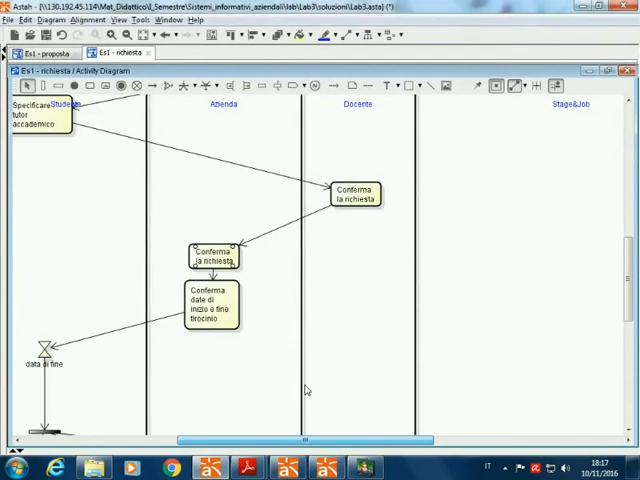 Astah - [\\130.192.45.114\Mat_Didattico\I_Semestre\Sistemi_informativi_aziendali\lab\Lab3\soluzioni\Lab3.asta] (*)
File Edit Diagram Alignment View Tools Window Help
Es1 - proposta
Es1 - richiesta
Es1 - richiesta / Activity Diagram
Azienda
Docente
Stage&Job
Specificare
tutor
accademico
Conferma
la richiesta
Conferma
la richiesta
Conferma
date di
inizio e fine
tirocinio
data di fine
IT
18:17
10/11/2016